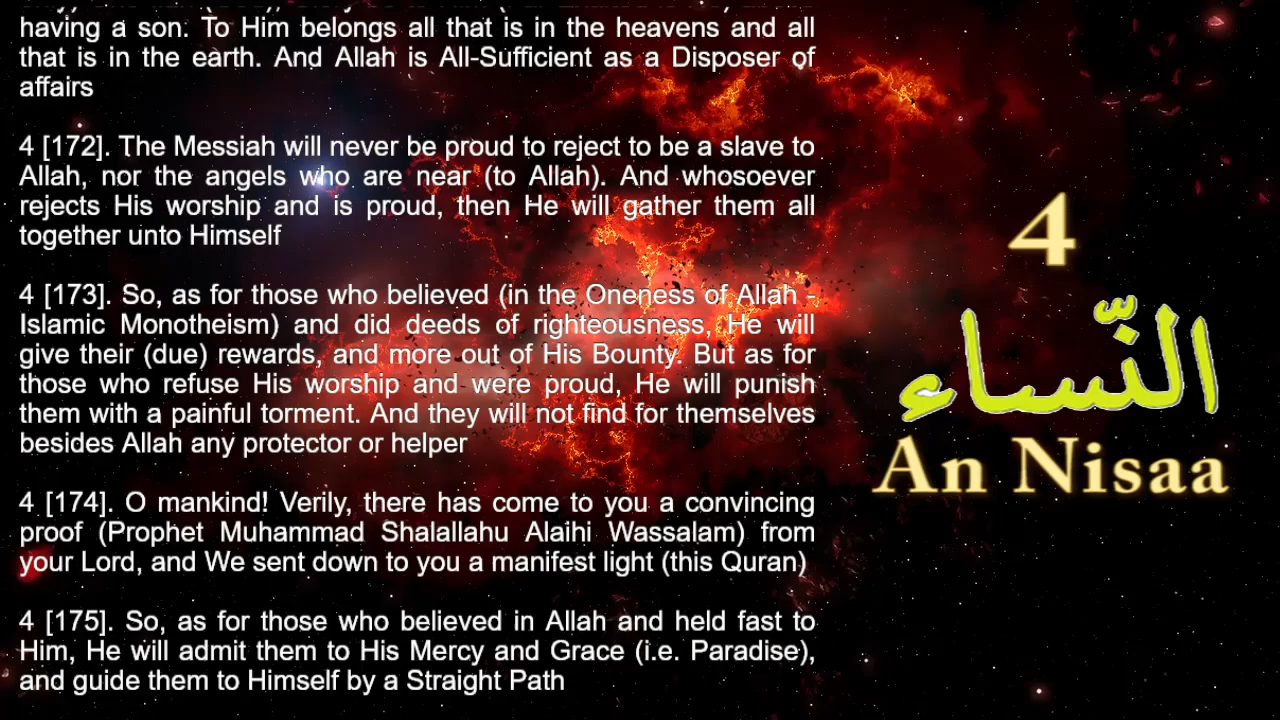 having a son. To Him belongs all that is in the heavens and all
that is in the earth. And Allah is All-Sufficient as a Disposer of
affairs
4 [172]. The Messiah will never be proud to reject to be a slave to
Allah, nor the angels who are near (to Allah). And whosoever
rejects His worship and is proud, then He will gather them all
together unto Himself
4 [173]. So, as for those who believed (in the Oneness of Allah -
Islamic Monotheism) and did deeds of righteousness, He will
give their (due) rewards, and more out of His Bounty. But as for
those who refuse His worship and were proud, He will punish
them with a painful torment. And they will not find for themselves
besides Allah any protector or helper
4 [174]. O mankind! Verily, there has come to you a convincing
proof (Prophet Muhammad Shalallahu Alaihi Wassalam) from
your Lord, and We sent down to you a manifest light (this Quran)
4 [175]. So, as for those who believed in Allah and held fast to
Him, He will admit them to His Mercy and Grace (i.e. Paradise),
and guide them to Himself by a Straight Path
4
النّساء
An Nisaa